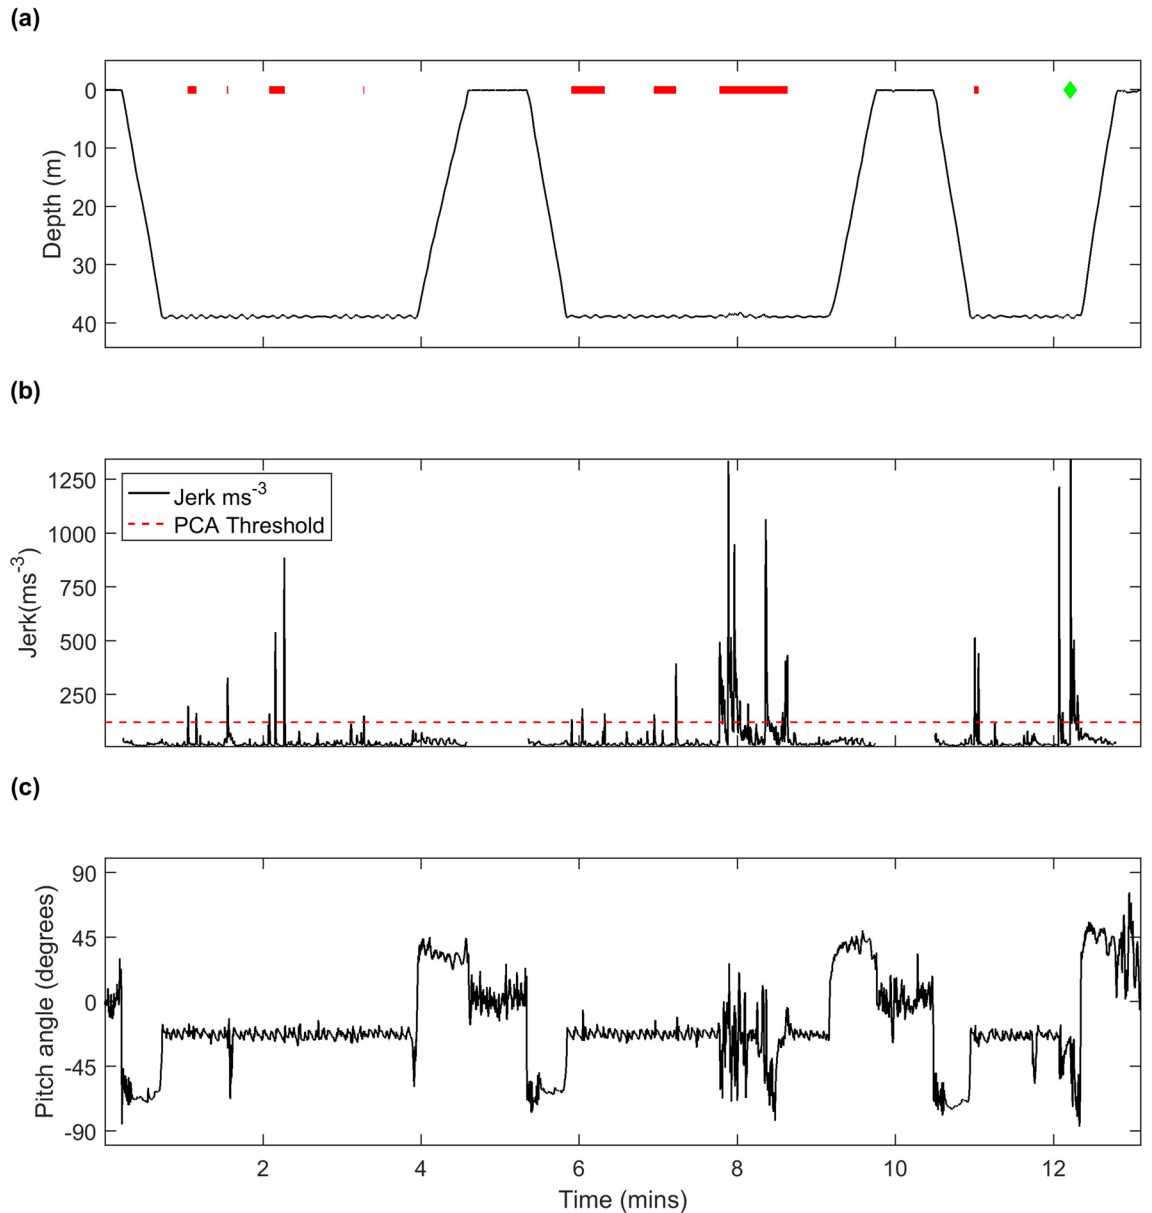 (a)
0
10
20
30
40
Depth (m)
(b)
1250
1000
750
500
250
Jerk(ms-3)
Jerk ms-3
PCA Threshold
(c)
90
45
0
-45
-90
Pitch angle (degrees)
2 4 6 8 10 12
Time (mins)